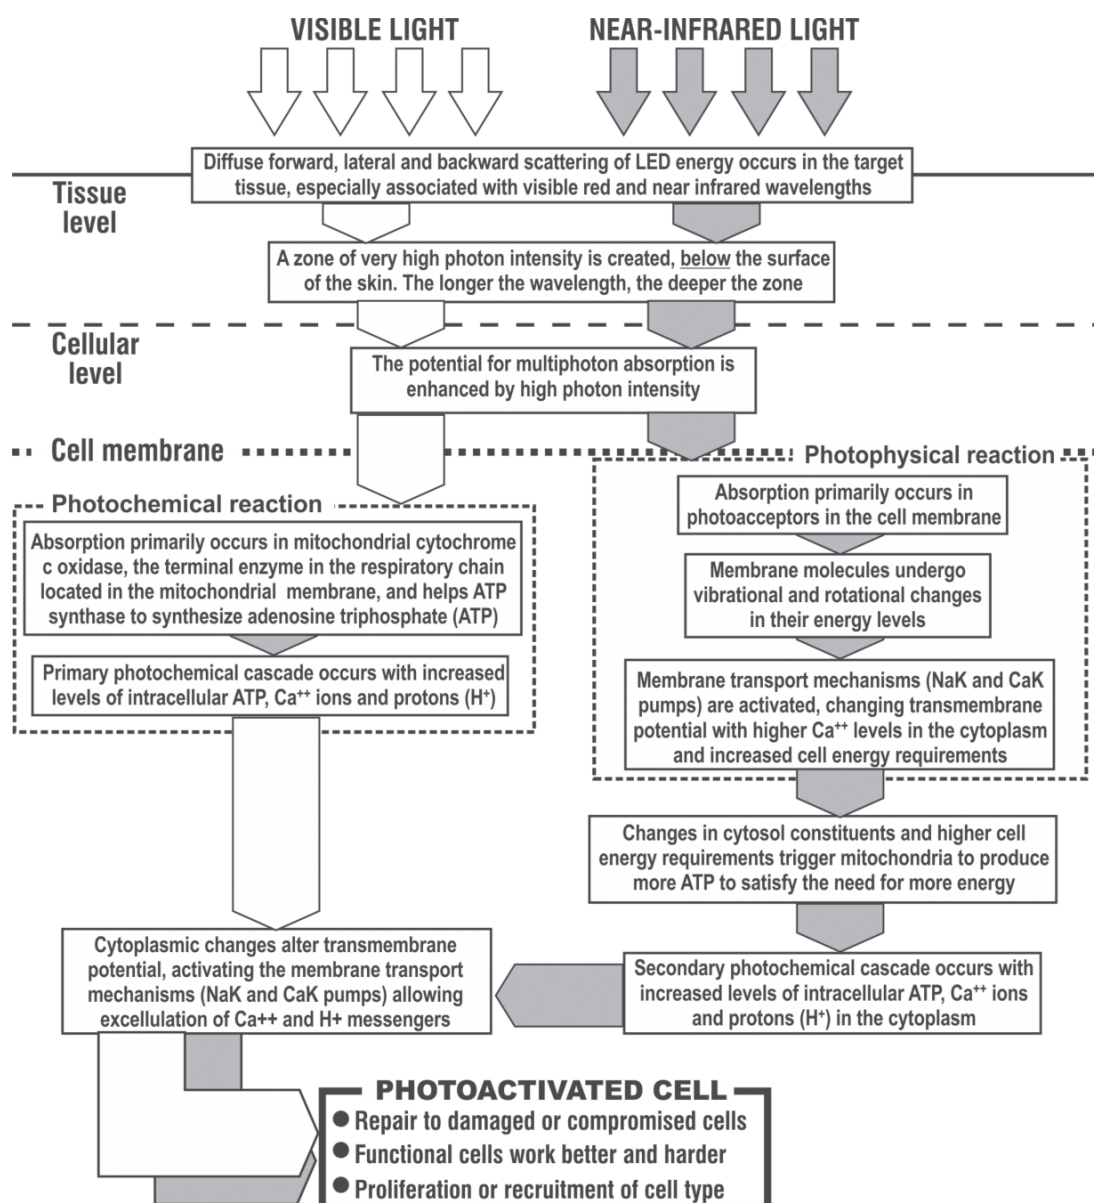 VISIBLE LIGHT
NEAR-INFRARED LIGHT
Diffuse forward, lateral and backward scattering of LED energy occurs in the target
tissue, especially associated with visible red and near infrared wavelengths
Tissue
level
A zone of very high photon intensity is created, below the surface
of the skin. The longer the wavelength, the deeper the zone
Cellular
level
The potential for multiphoton absorption is
enhanced by high photon intensity
Cell membrane
Photochemical reaction
Absorption primarily occurs in mitochondrial cytochrome
c oxidase, the terminal enzyme in the respiratory chain
located in the mitochondrial membrane, and helps ATP
synthase to synthesize adenosine triphosphate (ATP)
Primary photochemical cascade occurs with increased
levels of intracellular ATP, Ca⁺⁺ ions and protons (H⁺)
Photophysical reaction
Absorption primarily occurs in
photoacceptors in the cell membrane
Membrane molecules undergo
vibrational and rotational changes
in their energy levels
Membrane transport mechanisms (NaK and CaK
pumps) are activated, changing transmembrane
potential with higher Ca⁺⁺ levels in the cytoplasm
and increased cell energy requirements
Changes in cytosol constituents and higher cell
energy requirements trigger mitochondria to produce
more ATP to satisfy the need for more energy
Secondary photochemical cascade occurs with
increased levels of intracellular ATP, Ca⁺⁺ ions
and protons (H⁺) in the cytoplasm
Cytoplasmic changes alter transmembrane
potential, activating the membrane transport
mechanisms (NaK and CaK pumps) allowing
excellulation of Ca++ and H+ messengers
PHOTOACTIVATED CELL
● Repair to damaged or compromised cells
● Functional cells work better and harder
● Proliferation or recruitment of cell type